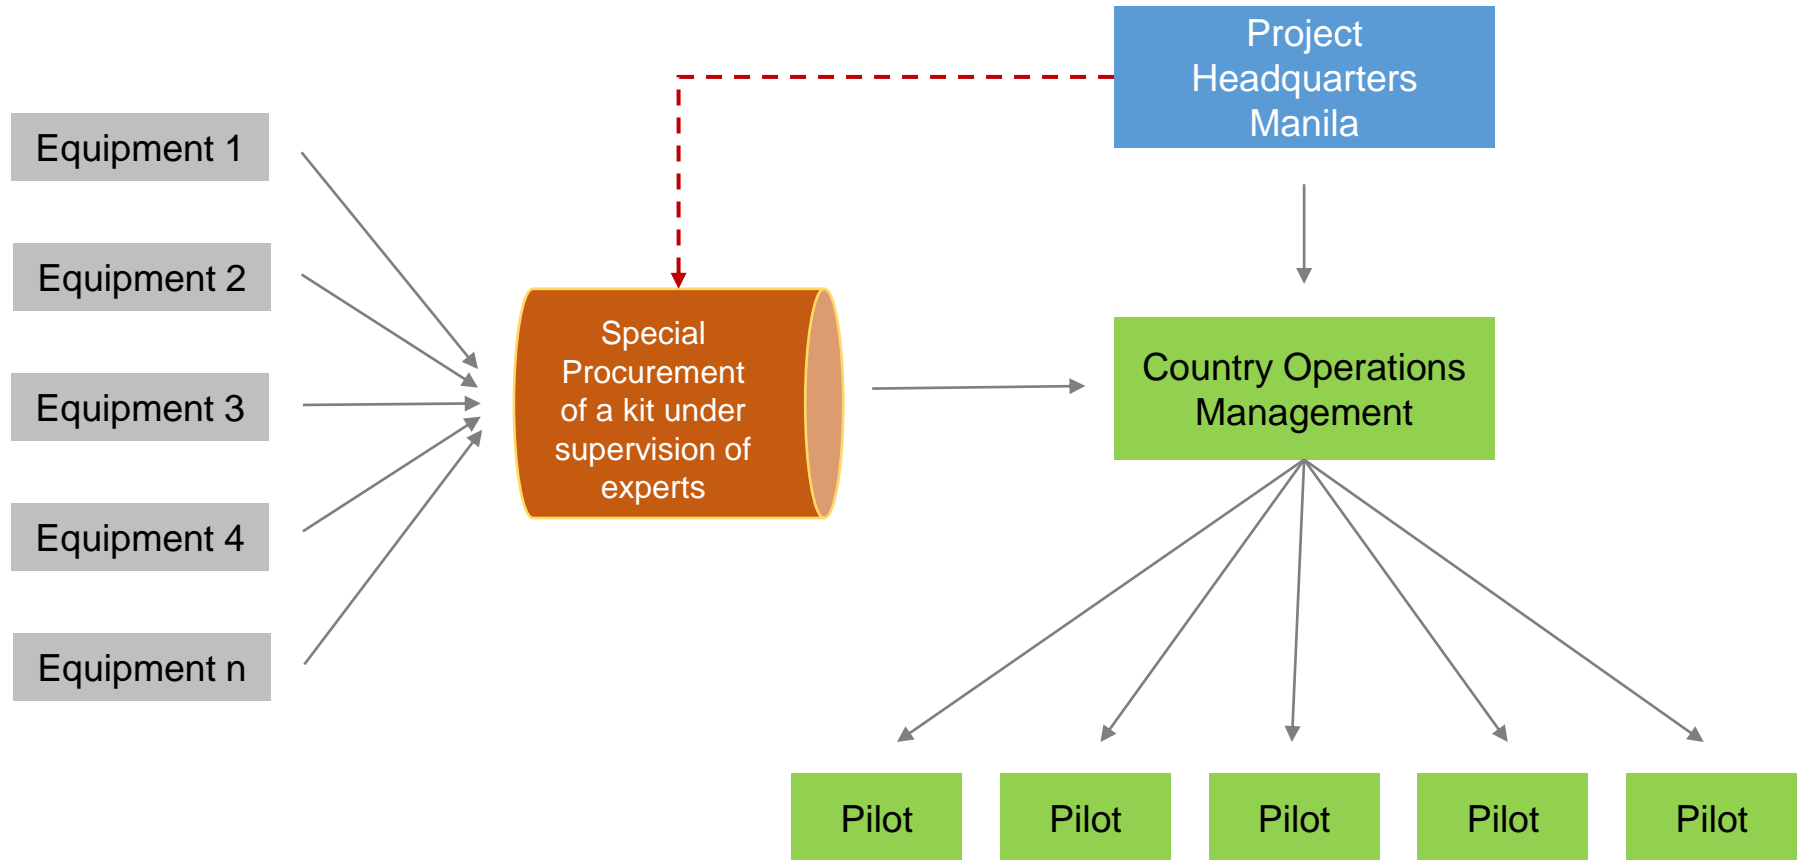 Project
Headquarters
Manila
Equipment 1
Equipment 2
Equipment 3
Equipment 4
Equipment n
Special
Procurement
of a kit under
supervision of
experts
Country Operations
Management
Pilot
Pilot
Pilot
Pilot
Pilot